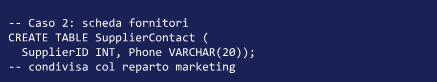 -- Caso 2: scheda fornitori
CREATE TABLE SupplierContact (
SupplierID INT, Phone VARCHAR(20));
-- condivisa col reparto marketing